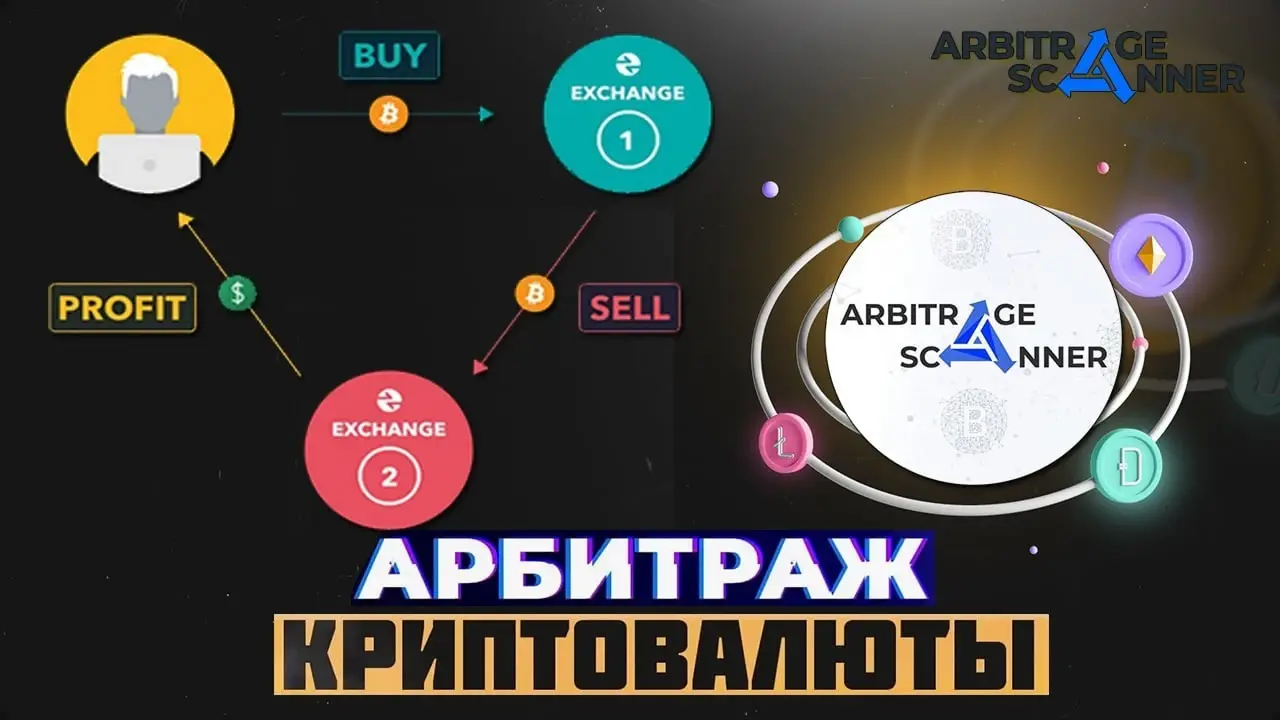 BUY
EXCHANGE
1
SELL
EXCHANGE
2
PROFIT
ARBITRAGE
SCANNER
ARBITRAGE
SCANNER
АРБИТРАЖ
КРИПТОВАЛЮТЫ